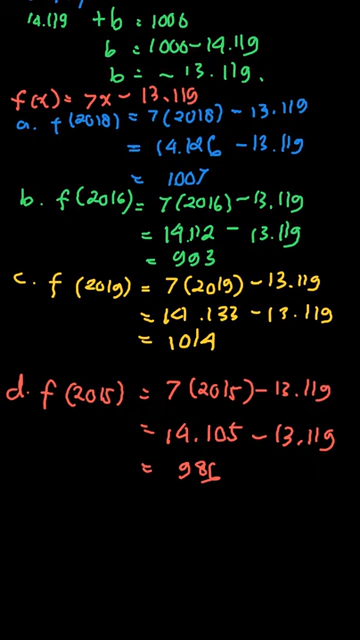 14.119 + b = 1000
b = 1000 - 14.119
b = - 13.119.
f(x) = 7x - 13.119
a. f(2018) = 7(2018) - 13.119
= 14.126 - 13.119
= 1007
b. f(2016) = 7(2016) - 13.119
= 14.112 - 13.119
= 993
c. f(2019) = 7(2019) - 13.119
= 14.133 - 13.119
= 1014
d. f(2015) = 7(2015) - 13.119
= 14.105 - 13.119
= 986